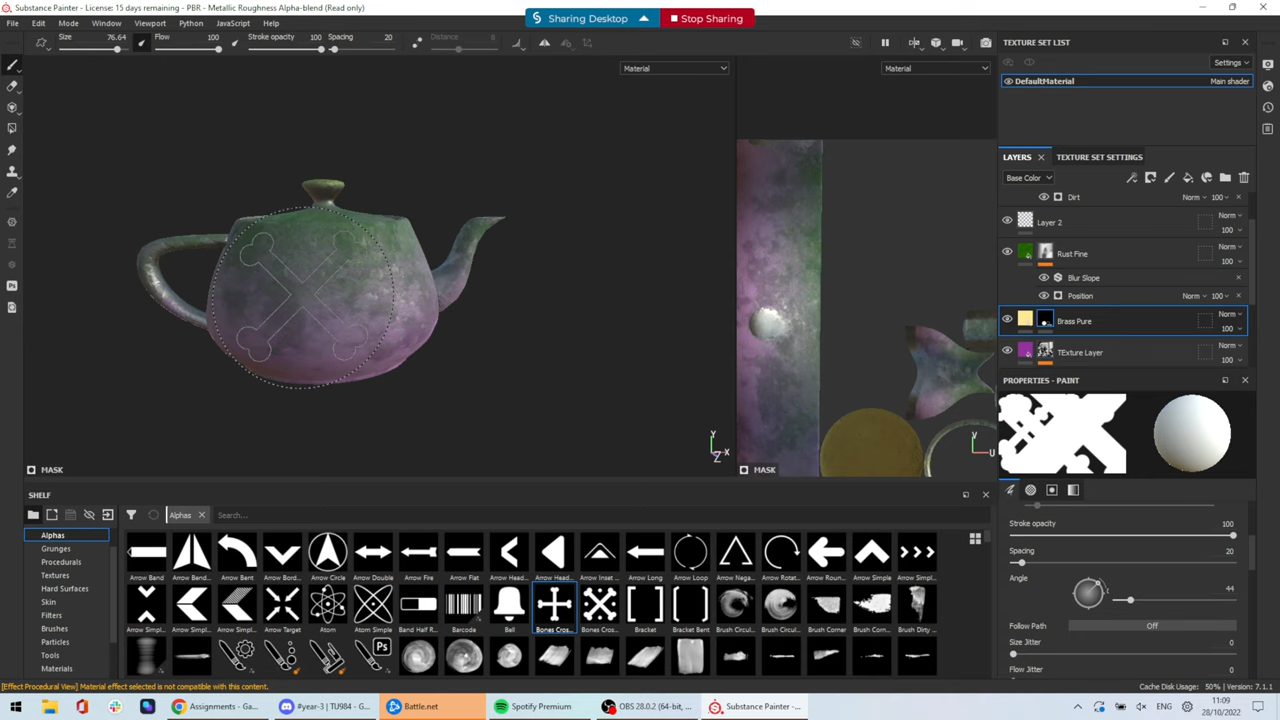 Substance Painter - License: 15 days remaining - PBR - Metallic Roughness Alpha-blend (Read only)
Sharing Desktop
Stop Sharing
File Edit Mode Window Viewport Python JavaScript Help
Size 76.64
Flow 100
Stroke opacity 100
Spacing 20
Distance 8
Material
Material
TEXTURE SET LIST
Settings
DefaultMaterial
Main shader
LAYERS
TEXTURE SET SETTINGS
Base Color
Dirt
Norm 100
Layer 2
Norm
100
Rust Fine
Norm
100
Blur Slope
Position
Norm 100
Brass Pure
Norm
100
TExture Layer
Norm
100
PROPERTIES - PAINT
Stroke opacity
100
Spacing
20
Angle
44
Follow Path
Off
Size Jitter
0
Flow Jitter
0
Y
X
Z
V
U
MASK
MASK
SHELF
Alphas
Search...
Alphas
Grunges
Procedurals
Textures
Hard Surfaces
Skin
Filters
Brushes
Particles
Tools
Materials
Arrow Band
Arrow Bend...
Arrow Bent
Arrow Bord...
Arrow Circle
Arrow Double
Arrow Fire
Arrow Flat
Arrow Head...
Arrow Head...
Arrow Inset ...
Arrow Long
Arrow Loop
Arrow Nega...
Arrow Rotat...
Arrow Roun...
Arrow Simple
Arrow Simpl...
Arrow Simpl...
Arrow Simpl...
Arrow Simpl...
Arrow Target
Atom
Atom Simple
Band Half R...
Barcode
Bell
Bones Cros...
Bones Cros...
Bracket
Bracket Bent
Brush Circul...
Brush Circul...
Brush Corner
Brush Corn...
Brush Dirty ...
Ps
[Effect Procedural View] Material effect selected is not compatible with this content.
Cache Disk Usage: 50% | Version: 7.1.1
Assignments - Ga...
#year-3 | TU984 - G...
Battle.net
Spotify Premium
OBS 28.0.2 (64-bit, ...
Substance Painter - ...
ENG
11:09
28/10/2022